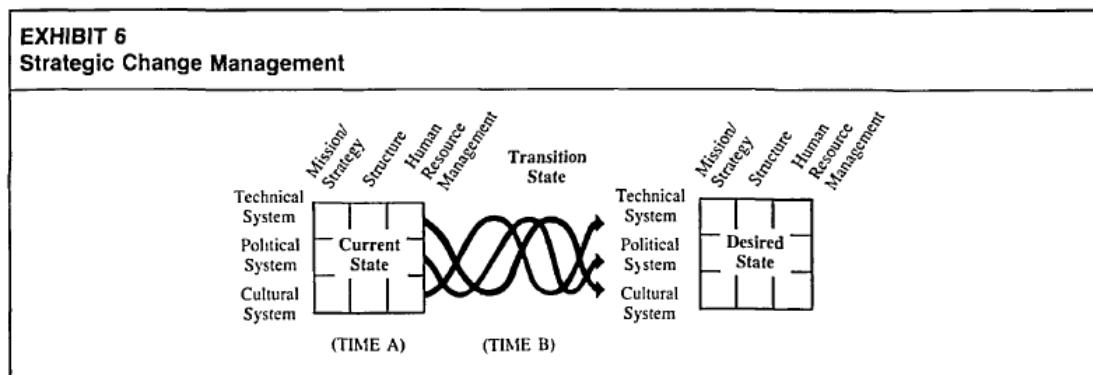 EXHIBIT 6
Strategic Change Management
Mission/
Strategy
Structure
Human
Resource
Management
Transition
State
Mission/
Strategy
Structure
Human
Resource
Management
Technical
System
Political
System
Cultural
System
Current
State
Technical
System
Political
System
Cultural
System
Desired
State
(TIME A)
(TIME B)